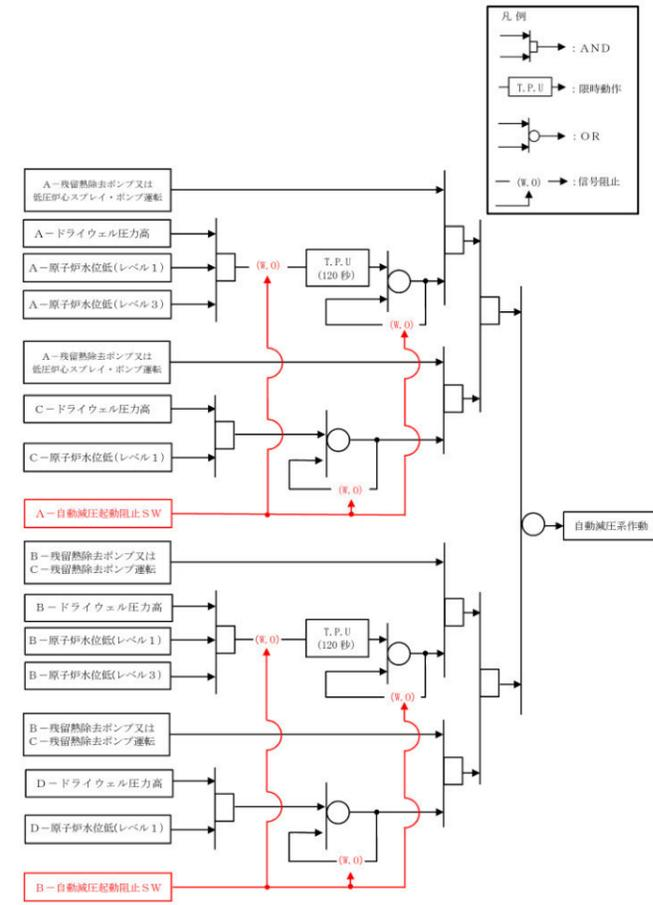 凡例
: AND
T.P.U
: 限時動作
: OR
(W.O)
: 信号阻止
A－残留熱除去ポンプ又は
低圧炉心スプレイ・ポンプ運転
A－ドライウェル圧力高
A－原子炉水位低(レベル1)
(W.O)
T.P.U
(120秒)
A－原子炉水位低(レベル3)
(W.O)
A－残留熱除去ポンプ又は
低圧炉心スプレイ・ポンプ運転
C－ドライウェル圧力高
C－原子炉水位低(レベル1)
(W.O)
A－自動減圧起動阻止SW
自動減圧系作動
B－残留熱除去ポンプ又は
C－残留熱除去ポンプ運転
B－ドライウェル圧力高
B－原子炉水位低(レベル1)
(W.O)
T.P.U
(120秒)
B－原子炉水位低(レベル3)
(W.O)
B－残留熱除去ポンプ又は
C－残留熱除去ポンプ運転
D－ドライウェル圧力高
D－原子炉水位低(レベル1)
(W.O)
B－自動減圧起動阻止SW